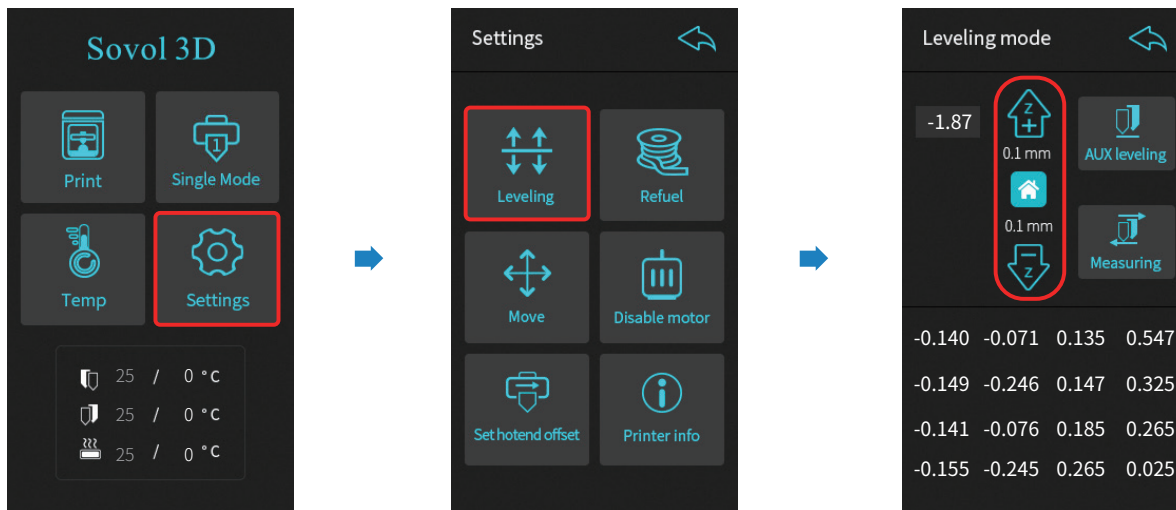 Sovol 3D
Print
Single Mode
1
Temp
Settings
25 / 0 °C
25 / 0 °C
25 / 0 °C
Settings
Leveling
Refuel
Move
Disable motor
Set hotend offset
Printer info
Leveling mode
-1.87
Z
+
0.1 mm
AUX leveling
0.1 mm
Z
Measuring
-0.140 -0.071 0.135 0.547
-0.149 -0.246 0.147 0.325
-0.141 -0.076 0.185 0.265
-0.155 -0.245 0.265 0.025